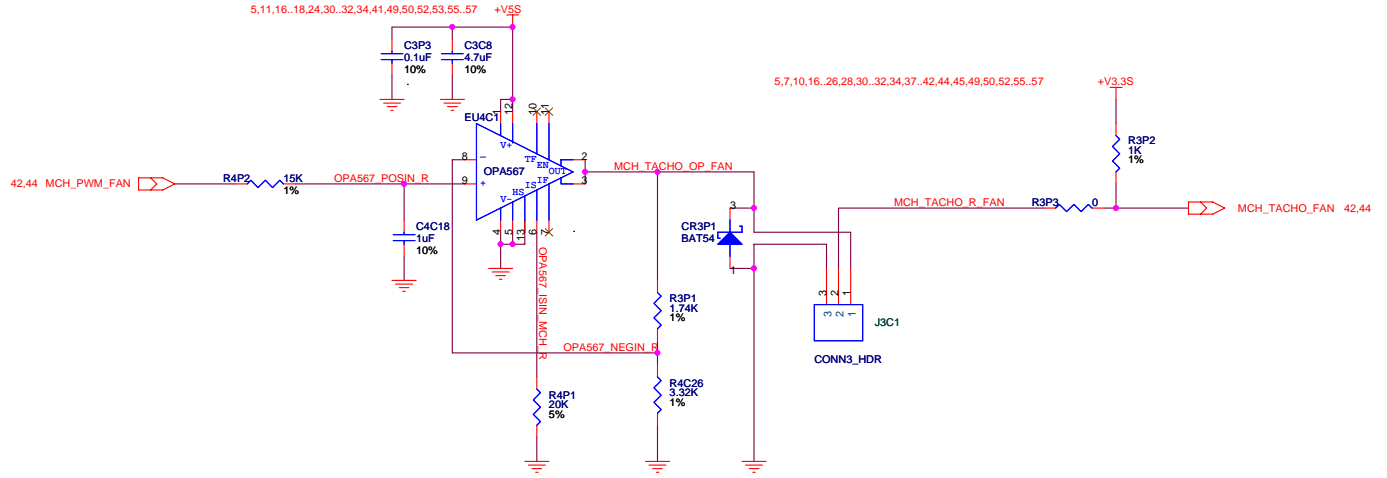 5,11,16..18,24,30..32,34,41,49,50,52,53,55..57 +V5S
C3P3
0.1uF
10%
C3C8
4.7uF
10%
.
5,7,10,16..26,28,30..32,34,37..42,44,45,49,50,52,55..57 +V3.3S
R3P2
1K
1%
EU4C1
1
12
10
11
V+
TF
EN
OUT
OPA567
IS
IF
HS
V-
8
9
2
3
4
5
13
6
7
.
42,44 MCH_PWM_FAN
R4P2
15K
1%
OPA567_POSIN_R
C4C18
1uF
10%
MCH_TACHO_OP_FAN
OPA567_ISIN_MCH_R
OPA567_NEGIN_R
R3P1
1.74K
1%
R4C26
3.32K
1%
R4P1
20K
5%
3
CR3P1
BAT54
1
MCH_TACHO_R_FAN
R3P3
0
MCH_TACHO_FAN 42,44
3 2 1
3 2 1
J3C1
CONN3_HDR